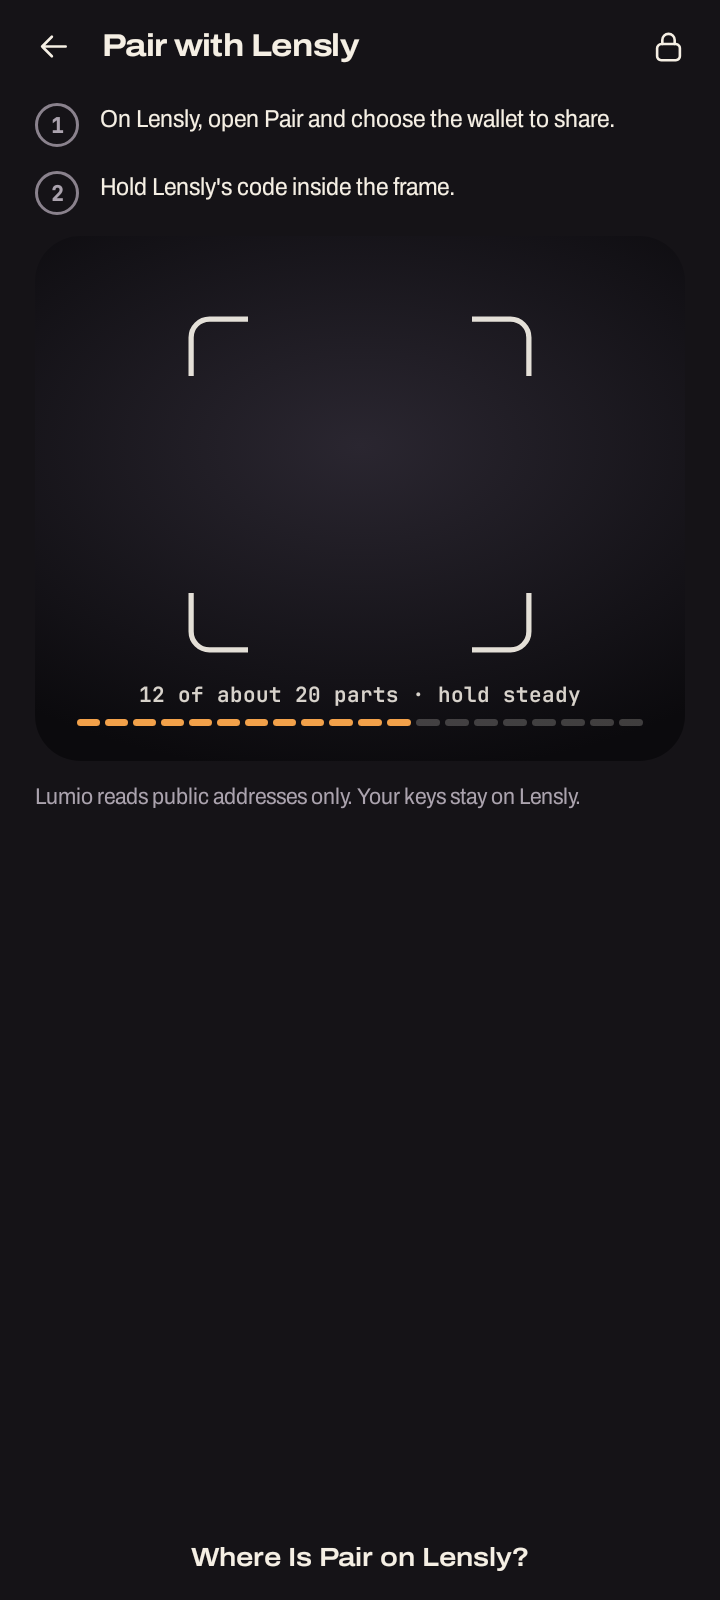 Pair with Lensly
1 On Lensly, open Pair and choose the wallet to share.
2 Hold Lensly's code inside the frame.
12 of about 20 parts · hold steady
Lumio reads public addresses only. Your keys stay on Lensly.
Where Is Pair on Lensly?